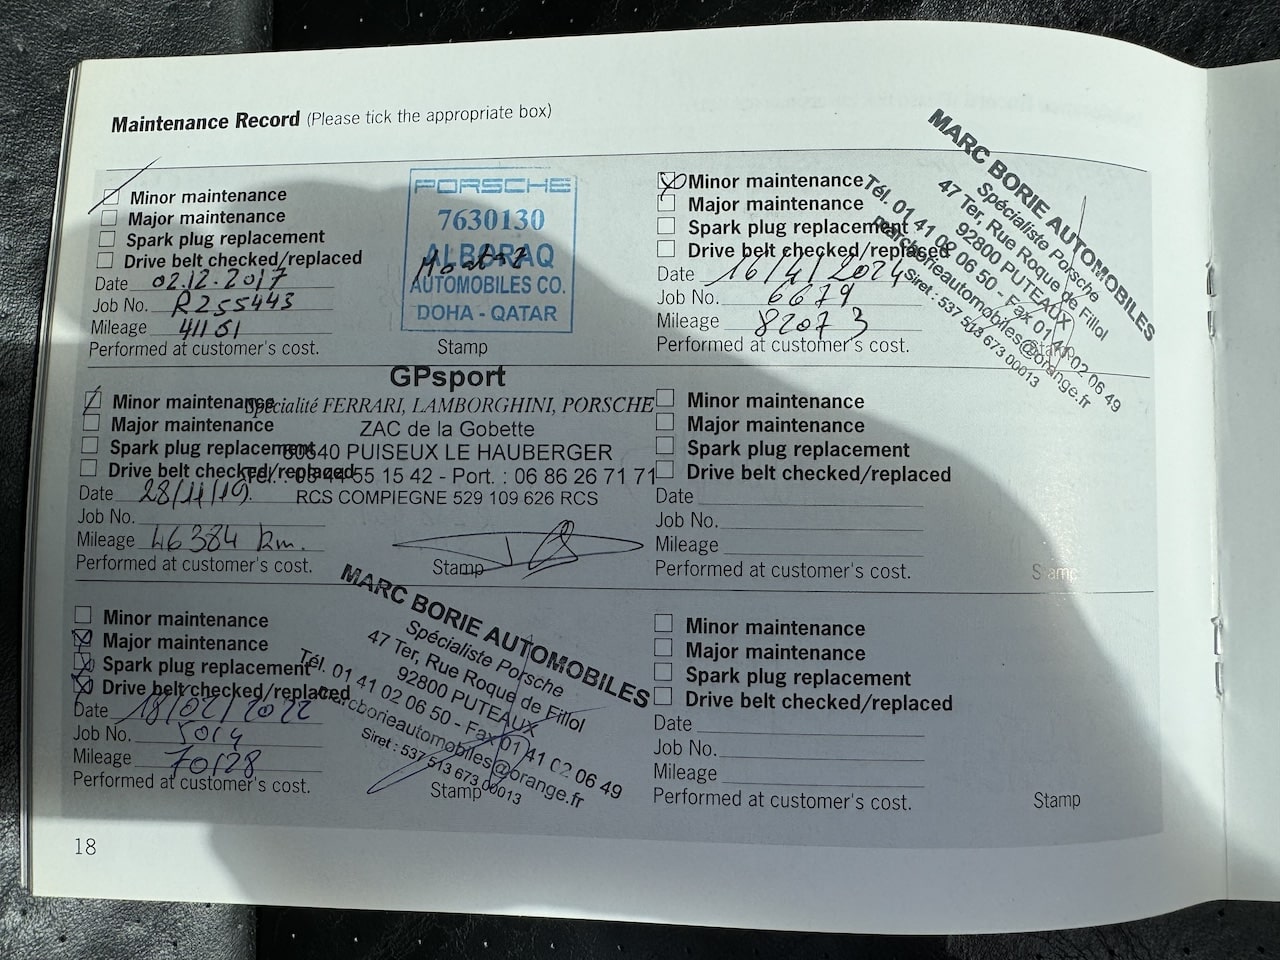 Maintenance Record (Please tick the appropriate box)
Minor maintenance
Major maintenance
Spark plug replacement
Drive belt checked/replaced
Date 02.12.2017
Job No. R255443
Mileage 41151
Performed at customer's cost.
PORSCHE
7630130
ALBORAQ
AUTOMOBILES CO.
DOHA - QATAR
Stamp
Minor maintenance
Major maintenance
Spark plug replacement
Drive belt checked/replaced
Date 28/11/19.
Job No.
Mileage 46384 km.
Performed at customer's cost.
GPsport
Spécialité FERRARI, LAMBORGHINI, PORSCHE
ZAC de la Gobette
60540 PUISEUX LE HAUBERGER
Tél. : 03 44 55 15 42 - Port. : 06 86 26 71 71
RCS COMPIEGNE 529 109 626 RCS
Stamp
Minor maintenance
Major maintenance
Spark plug replacement
Drive belt checked/replaced
Date 18/02/2022
Job No. 5014
Mileage 70128
Performed at customer's cost.
MARC BORIE AUTOMOBILES
Spécialiste Porsche
47 Ter, Rue Roque de Fillol
92800 PUTEAUX
Tél. 01 41 02 06 50 - Fax 01 41 02 06 49
marcborieautomobiles@orange.fr
Siret : 537 513 673 00013
Stamp
Minor maintenance
Major maintenance
Spark plug replacement
Drive belt checked/replaced
Date 16/4/2024
Job No. 6679
Mileage 82073
Performed at customer's cost.
MARC BORIE AUTOMOBILES
Spécialiste Porsche
47 Ter, Rue Roque de Fillol
92800 PUTEAUX
Tél. 01 41 02 06 50 - Fax 01 41 02 06 49
marcborieautomobiles@orange.fr
Siret : 537 513 673 00013
Stamp
Minor maintenance
Major maintenance
Spark plug replacement
Drive belt checked/replaced
Date
Job No.
Mileage
Performed at customer's cost.
Stamp
Minor maintenance
Major maintenance
Spark plug replacement
Drive belt checked/replaced
Date
Job No.
Mileage
Performed at customer's cost.
Stamp
18